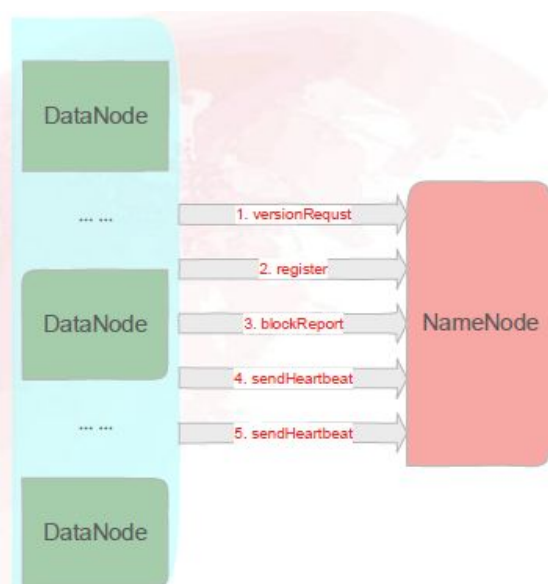 DataNode
... ...
1. versionRequst
2. register
DataNode
3. blockReport
NameNode
4. sendHeartbeat
... ...
5. sendHeartbeat
DataNode